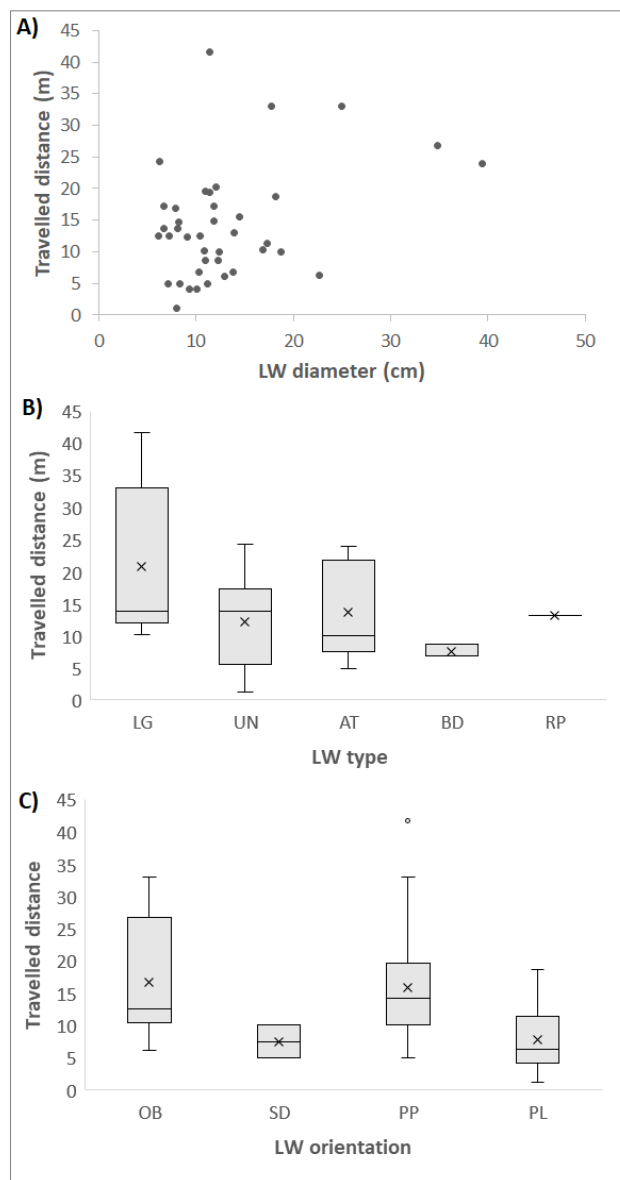 A)
Travelled distance (m)
45
40
35
30
25
20
15
10
5
0
0 10 20 30 40 50
LW diameter (cm)
B)
Travelled distance (m)
45
40
35
30
25
20
15
10
5
0
LG UN AT BD RP
LW type
C)
Travelled distance
45
40
35
30
25
20
15
10
5
0
OB SD PP PL
LW orientation